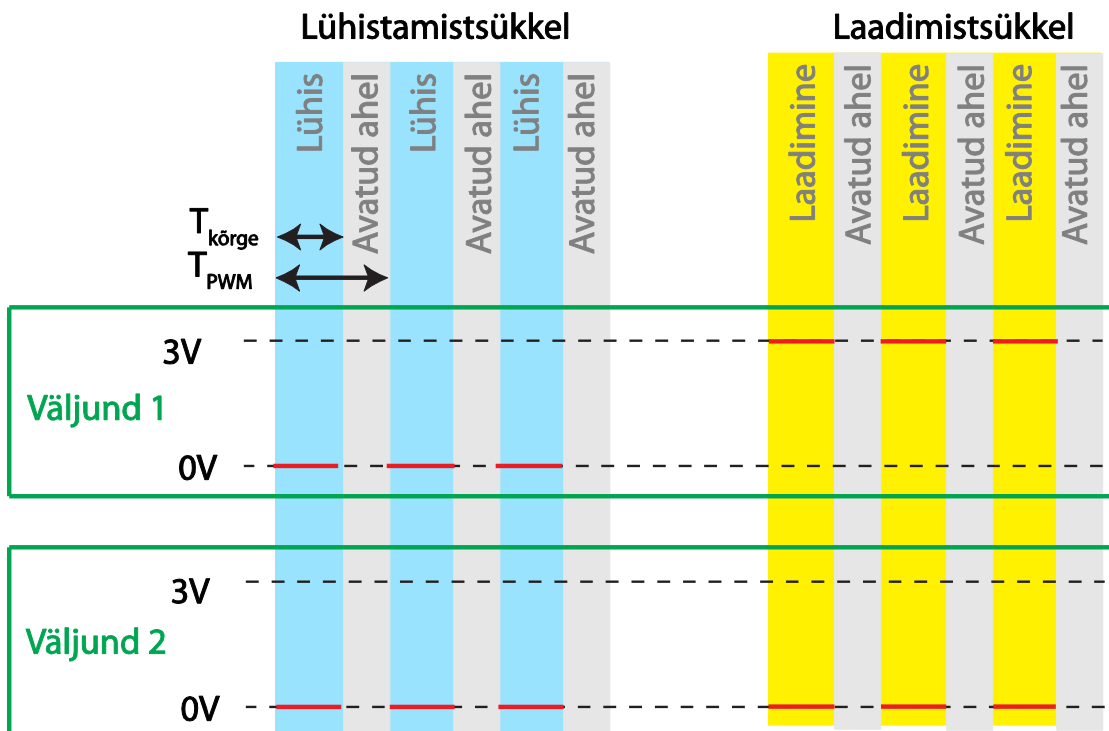 Lühistamistsükkel
Laadimistsükkel
Lühis
Avatud ahel
Lühis
Avatud ahel
Lühis
Avatud ahel
Laadimine
Avatud ahel
Laadimine
Avatud ahel
Laadimine
Avatud ahel
Tkõrge
TPWM
3V
Väljund 1
0V
3V
Väljund 2
0V